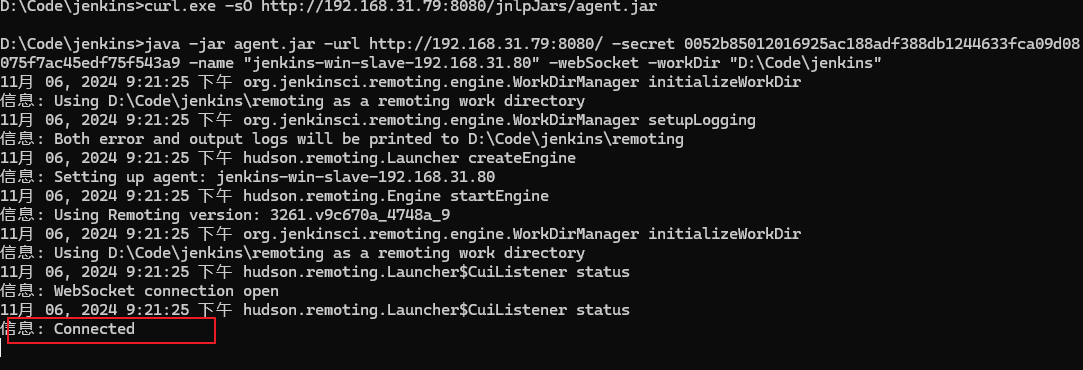 D:\Code\jenkins>curl.exe -sO http://192.168.31.79:8080/jnlpJars/agent.jar
D:\Code\jenkins>java -jar agent.jar -url http://192.168.31.79:8080/ -secret 0052b85012016925ac188adf388db1244633fca09d08
075f7ac45edf75f543a9 -name "jenkins-win-slave-192.168.31.80" -webSocket -workDir "D:\Code\jenkins"
11月 06, 2024 9:21:25 下午 org.jenkinsci.remoting.engine.WorkDirManager initializeWorkDir
信息: Using D:\Code\jenkins\remoting as a remoting work directory
11月 06, 2024 9:21:25 下午 org.jenkinsci.remoting.engine.WorkDirManager setupLogging
信息: Both error and output logs will be printed to D:\Code\jenkins\remoting
11月 06, 2024 9:21:25 下午 hudson.remoting.Launcher createEngine
信息: Setting up agent: jenkins-win-slave-192.168.31.80
11月 06, 2024 9:21:25 下午 hudson.remoting.Engine startEngine
信息: Using Remoting version: 3261.v9c670a_4748a_9
11月 06, 2024 9:21:25 下午 org.jenkinsci.remoting.engine.WorkDirManager initializeWorkDir
信息: Using D:\Code\jenkins\remoting as a remoting work directory
11月 06, 2024 9:21:25 下午 hudson.remoting.Launcher$CuiListener status
信息: WebSocket connection open
11月 06, 2024 9:21:25 下午 hudson.remoting.Launcher$CuiListener status
信息: Connected